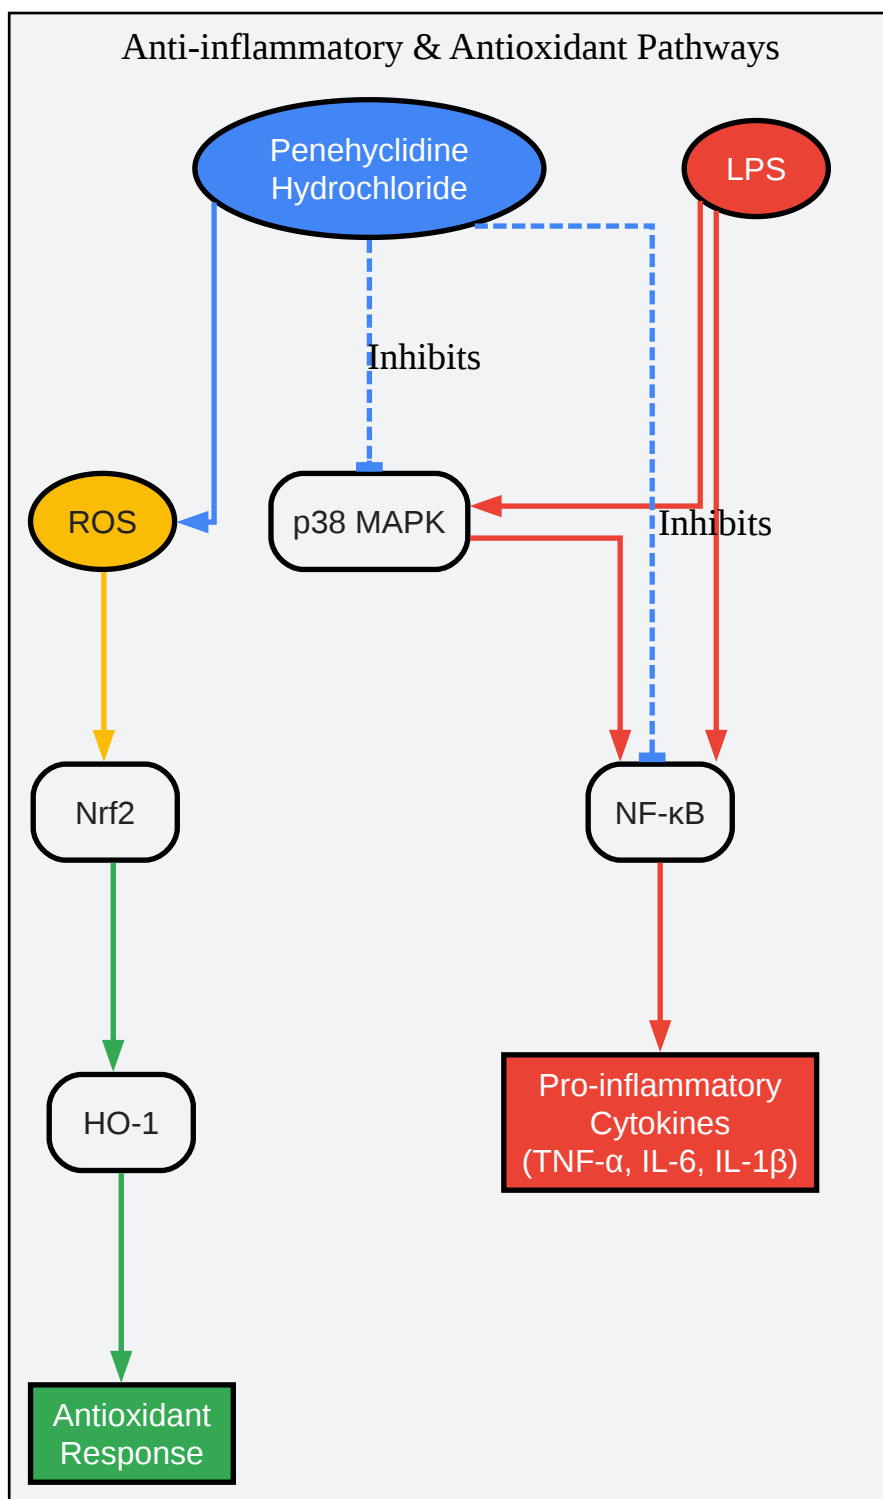 Anti-inflammatory & Antioxidant Pathways
Penehyclidine
Hydrochloride
LPS
Inhibits
ROS
p38 MAPK
Inhibits
Nrf2
NF-κB
HO-1
Pro-inflammatory
Cytokines
(TNF-α, IL-6, IL-1β)
Antioxidant
Response